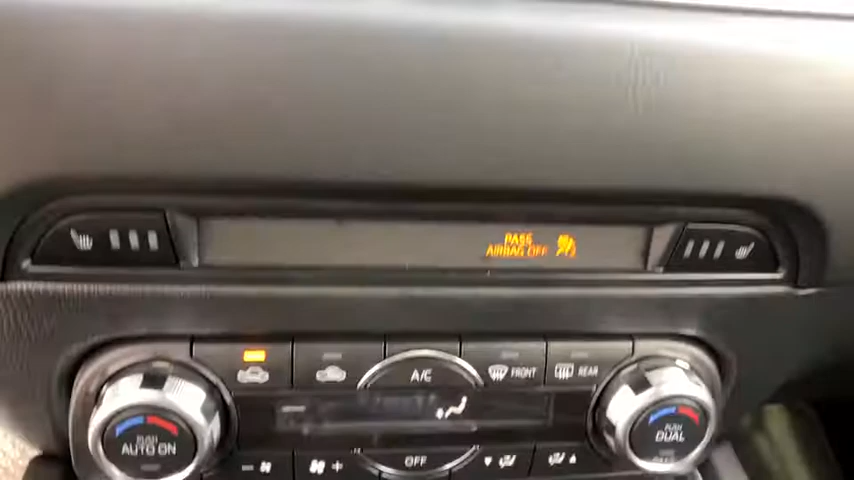 PASS
AIRBAG OFF
A/C
FRONT
REAR
PUSH
AUTO ON
OFF
PUSH
DUAL